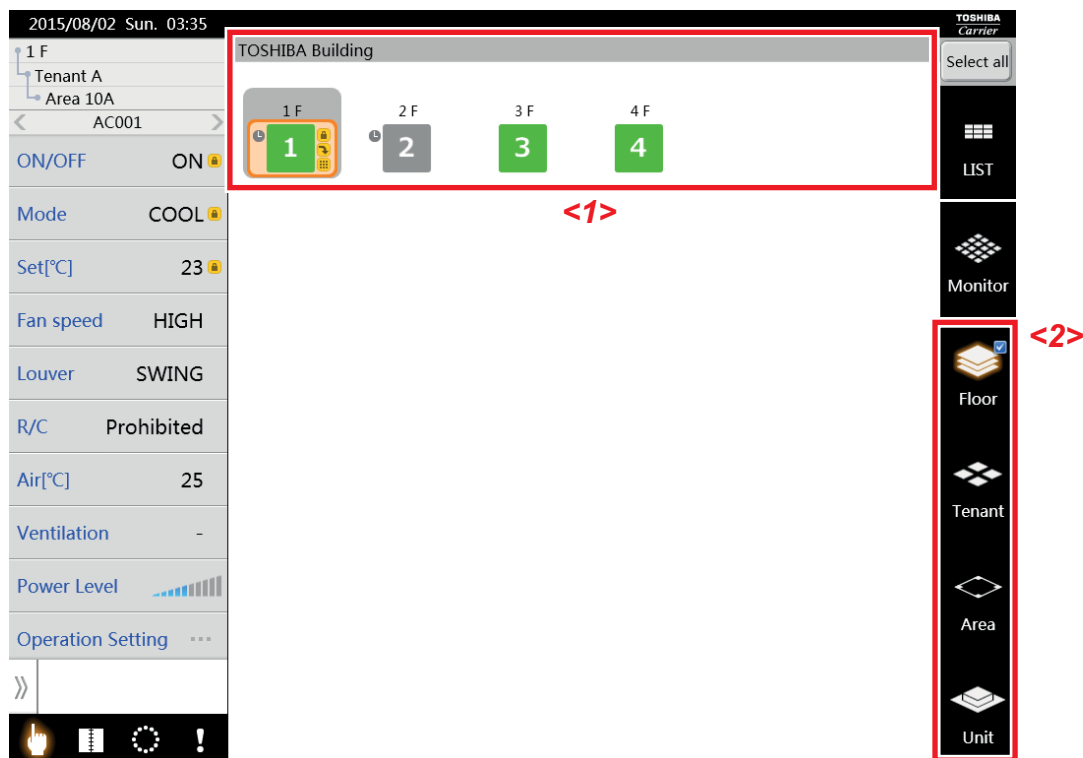 2015/08/02 Sun. 03:35
TOSHIBA
Carrier
1 F
Tenant A
Area 10A
AC001
ON/OFF ON
Mode COOL
Set[℃] 23
Fan speed HIGH
Louver SWING
R/C Prohibited
Air[℃] 25
Ventilation -
Power Level
Operation Setting
TOSHIBA Building
1 F 2 F 3 F 4 F
1 2 3 4
<1>
Select all
LIST
Monitor
<2>
Floor
Tenant
Area
Unit